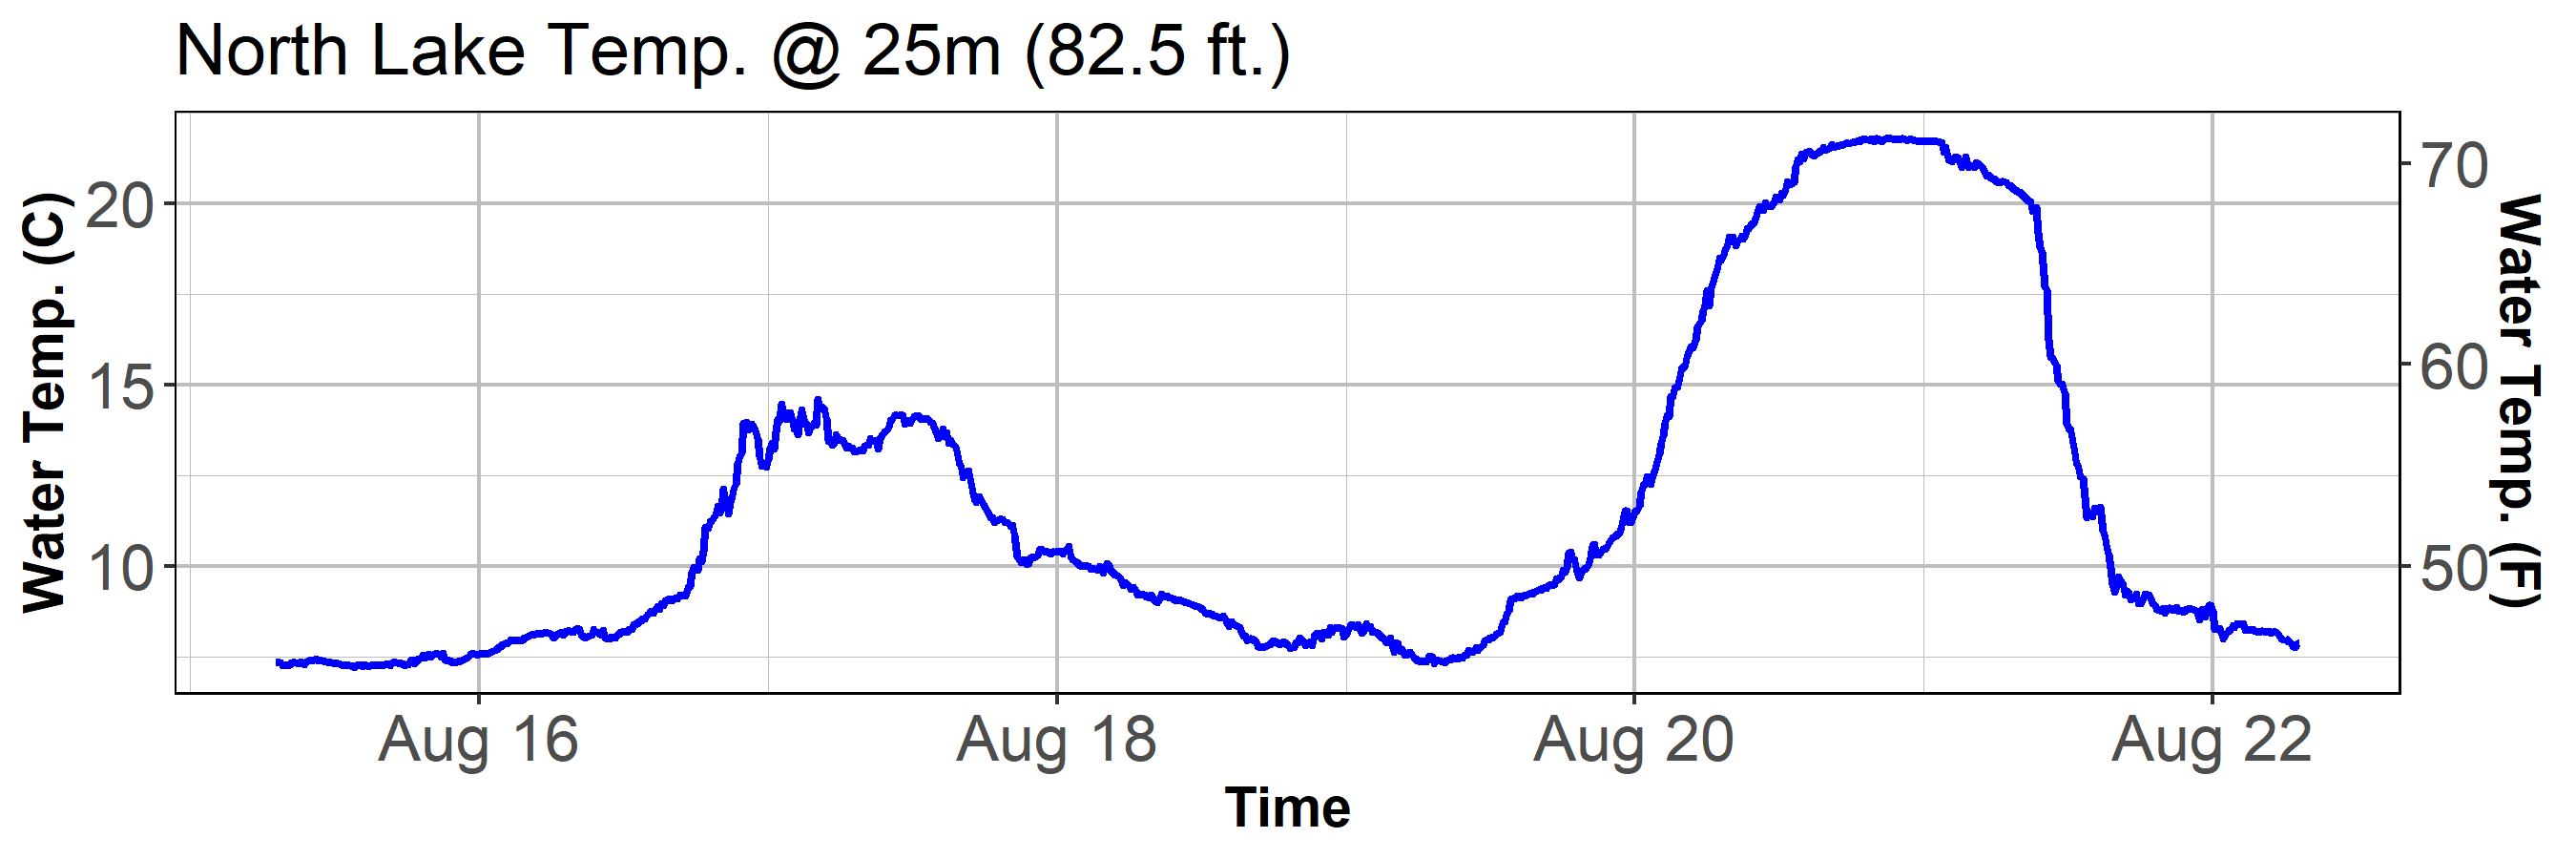 North Lake Temp. @ 25m (82.5 ft.)
Water Temp. (C)
20
15
10
70
60
50
Water Temp. (F)
Aug 16 Aug 18 Aug 20 Aug 22
Time